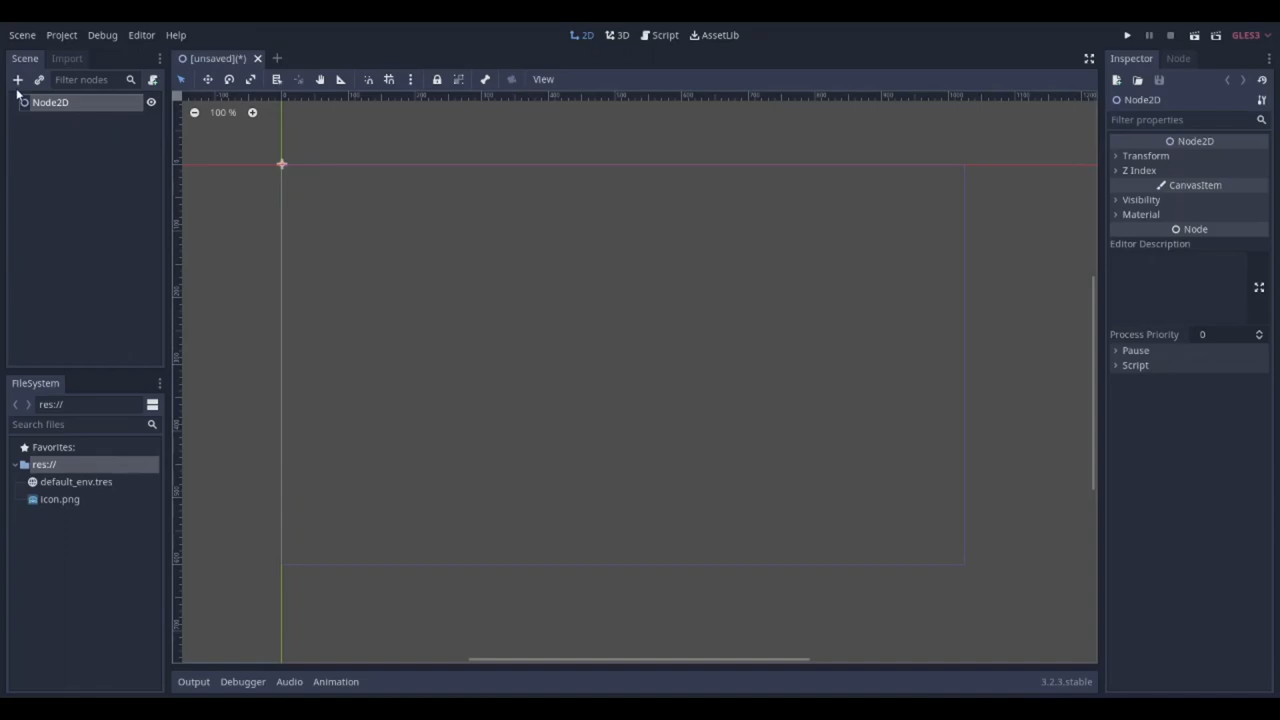 Scene Project Debug Editor Help
2D 3D Script AssetLib
GLES3
Scene Import
[unsaved](*)
Inspector Node
Filter nodes
View
Node2D
Node2D
100 %
Filter properties
Node2D
Transform
Z Index
CanvasItem
Visibility
Material
Node
Editor Description
Process Priority 0
Pause
Script
FileSystem
res://
Search files
Favorites:
res://
default_env.tres
icon.png
Output Debugger Audio Animation
3.2.3.stable